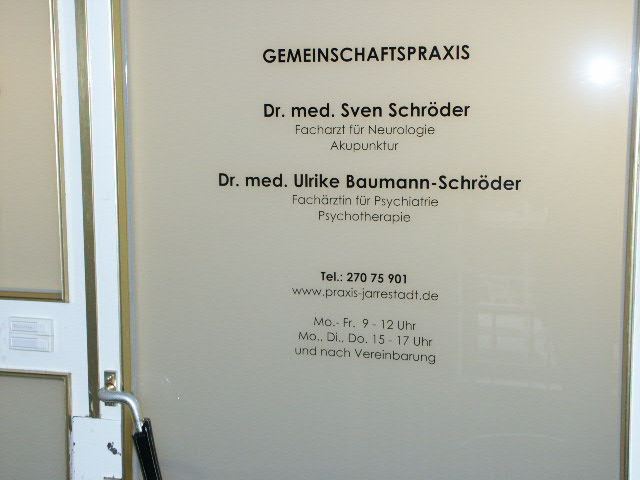 GEMEINSCHAFTSPRAXIS
Dr. med. Sven Schröder
Facharzt für Neurologie
Akupunktur
Dr. med. Ulrike Baumann-Schröder
Fachärztin für Psychiatrie
Psychotherapie
Tel.: 270 75 901
www.praxis-jarrestadt.de
Mo.- Fr. 9 - 12 Uhr
Mo., Di., Do. 15 - 17 Uhr
und nach Vereinbarung